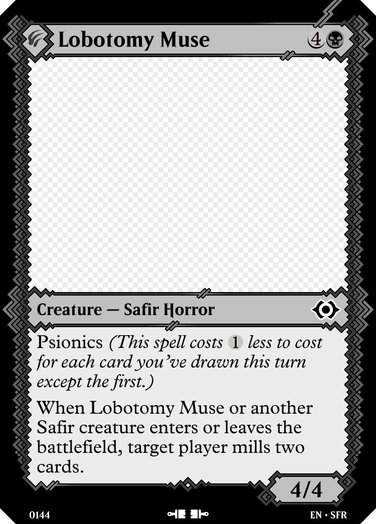 Lobotomy Muse 4
Creature — Safir Horror
Psionics (This spell costs 1 less to cost
for each card you've drawn this turn
except the first.)
When Lobotomy Muse or another
Safir creature enters or leaves the
battlefield, target player mills two
cards.
4/4
0144
EN • SFR